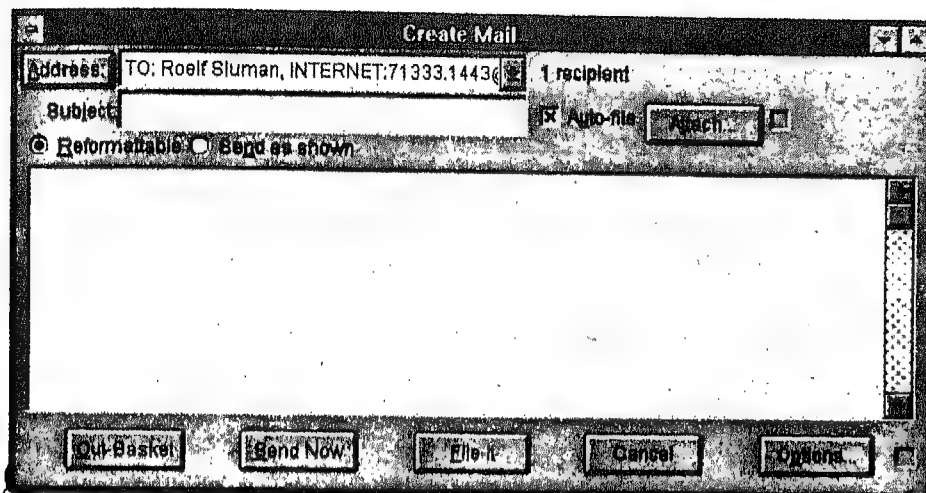 Create Mail
Address: TO: Roelf Sluman, INTERNET:71333.1443@ 1 recipient
Subject: Auto-file Attach...
Reformattable Send as shown
Out-Basket Send Now File It Cancel Options...